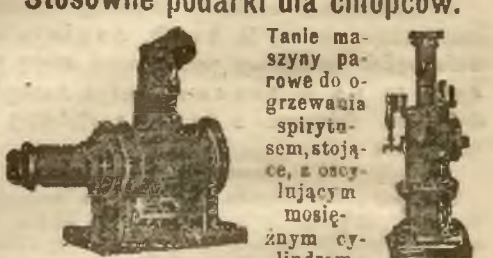 Stosowne podarki dla chłopców.
Tanie ma-
szyny pa-
rowe do o-
grzewania
spirytu-
sem, stoją-
ce, z oscy-
lującym
mosię-
żnym cy-
lindrem